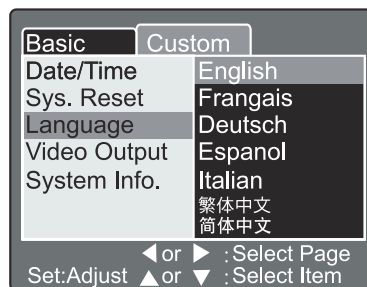 Basic Custom
Date/Time English
Sys. Reset Frangais
Language Deutsch
Video Output Espanol
System Info. Italian
繁体中文
简体中文
◀ or ▶ :Select Page
Set:Adjust ▲ or ▼ :Select Item